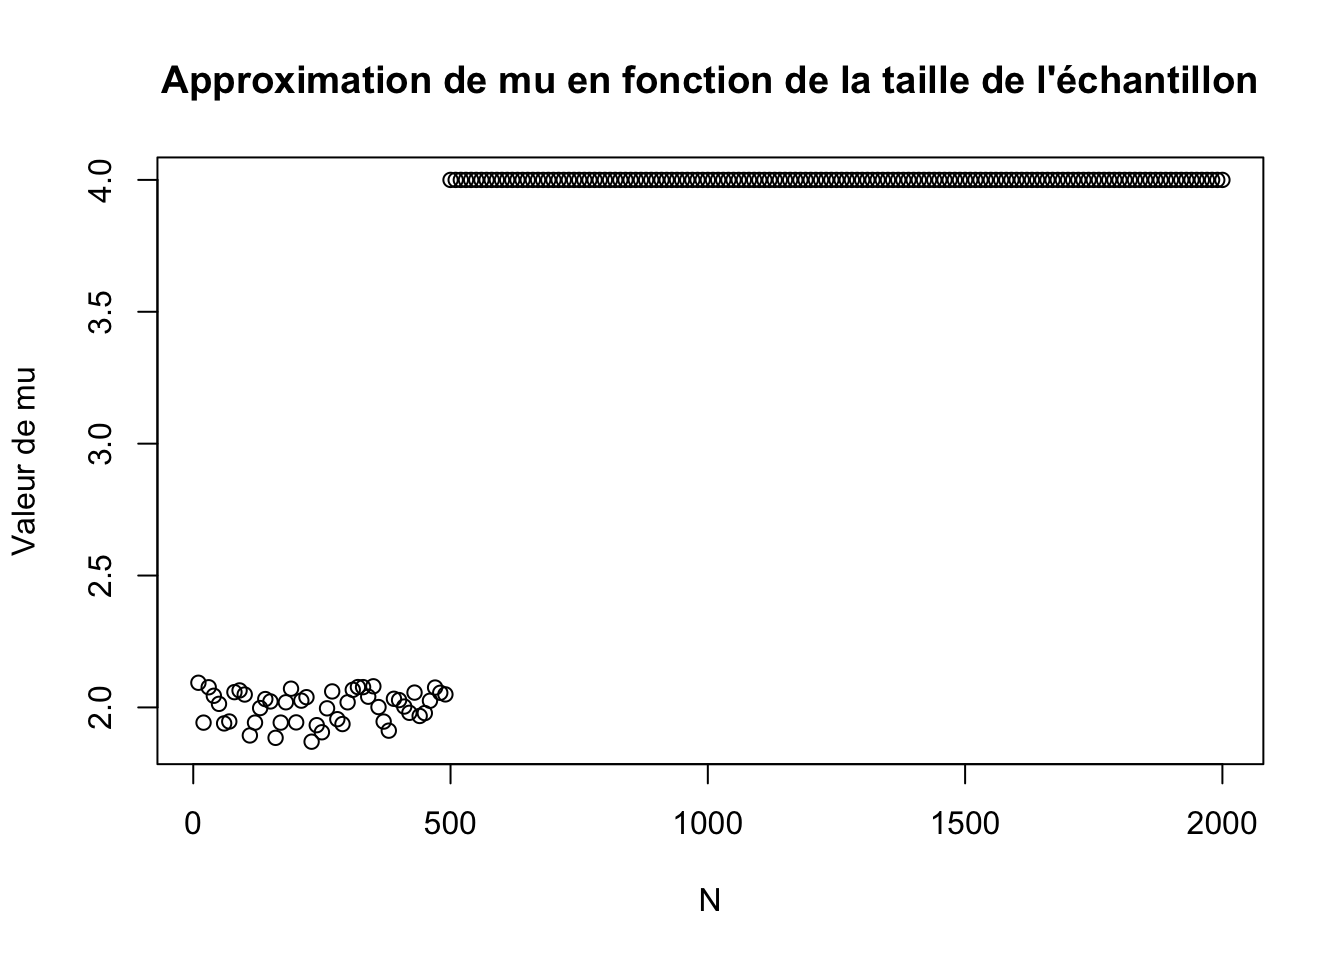 Approximation de mu en fonction de la taille de l'échantillon
Valeur de mu
4.0
3.5
3.0
2.5
2.0
0 500 1000 1500 2000
N